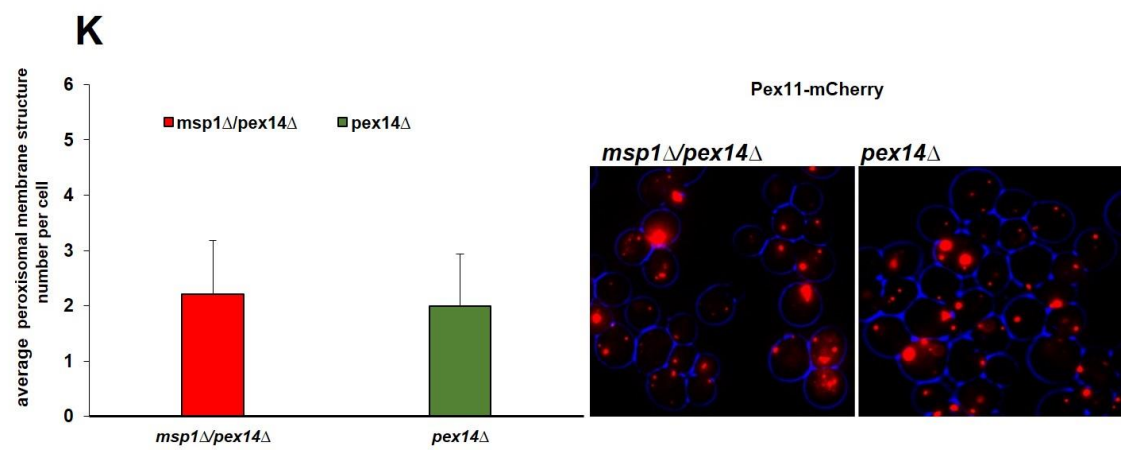 K
average peroxisomal membrane structure
number per cell
6
5
4
3
2
1
0
msp1Δ/pex14Δ
pex14Δ
msp1Δ/pex14Δ
pex14Δ
Pex11-mCherry
msp1Δ/pex14Δ
pex14Δ